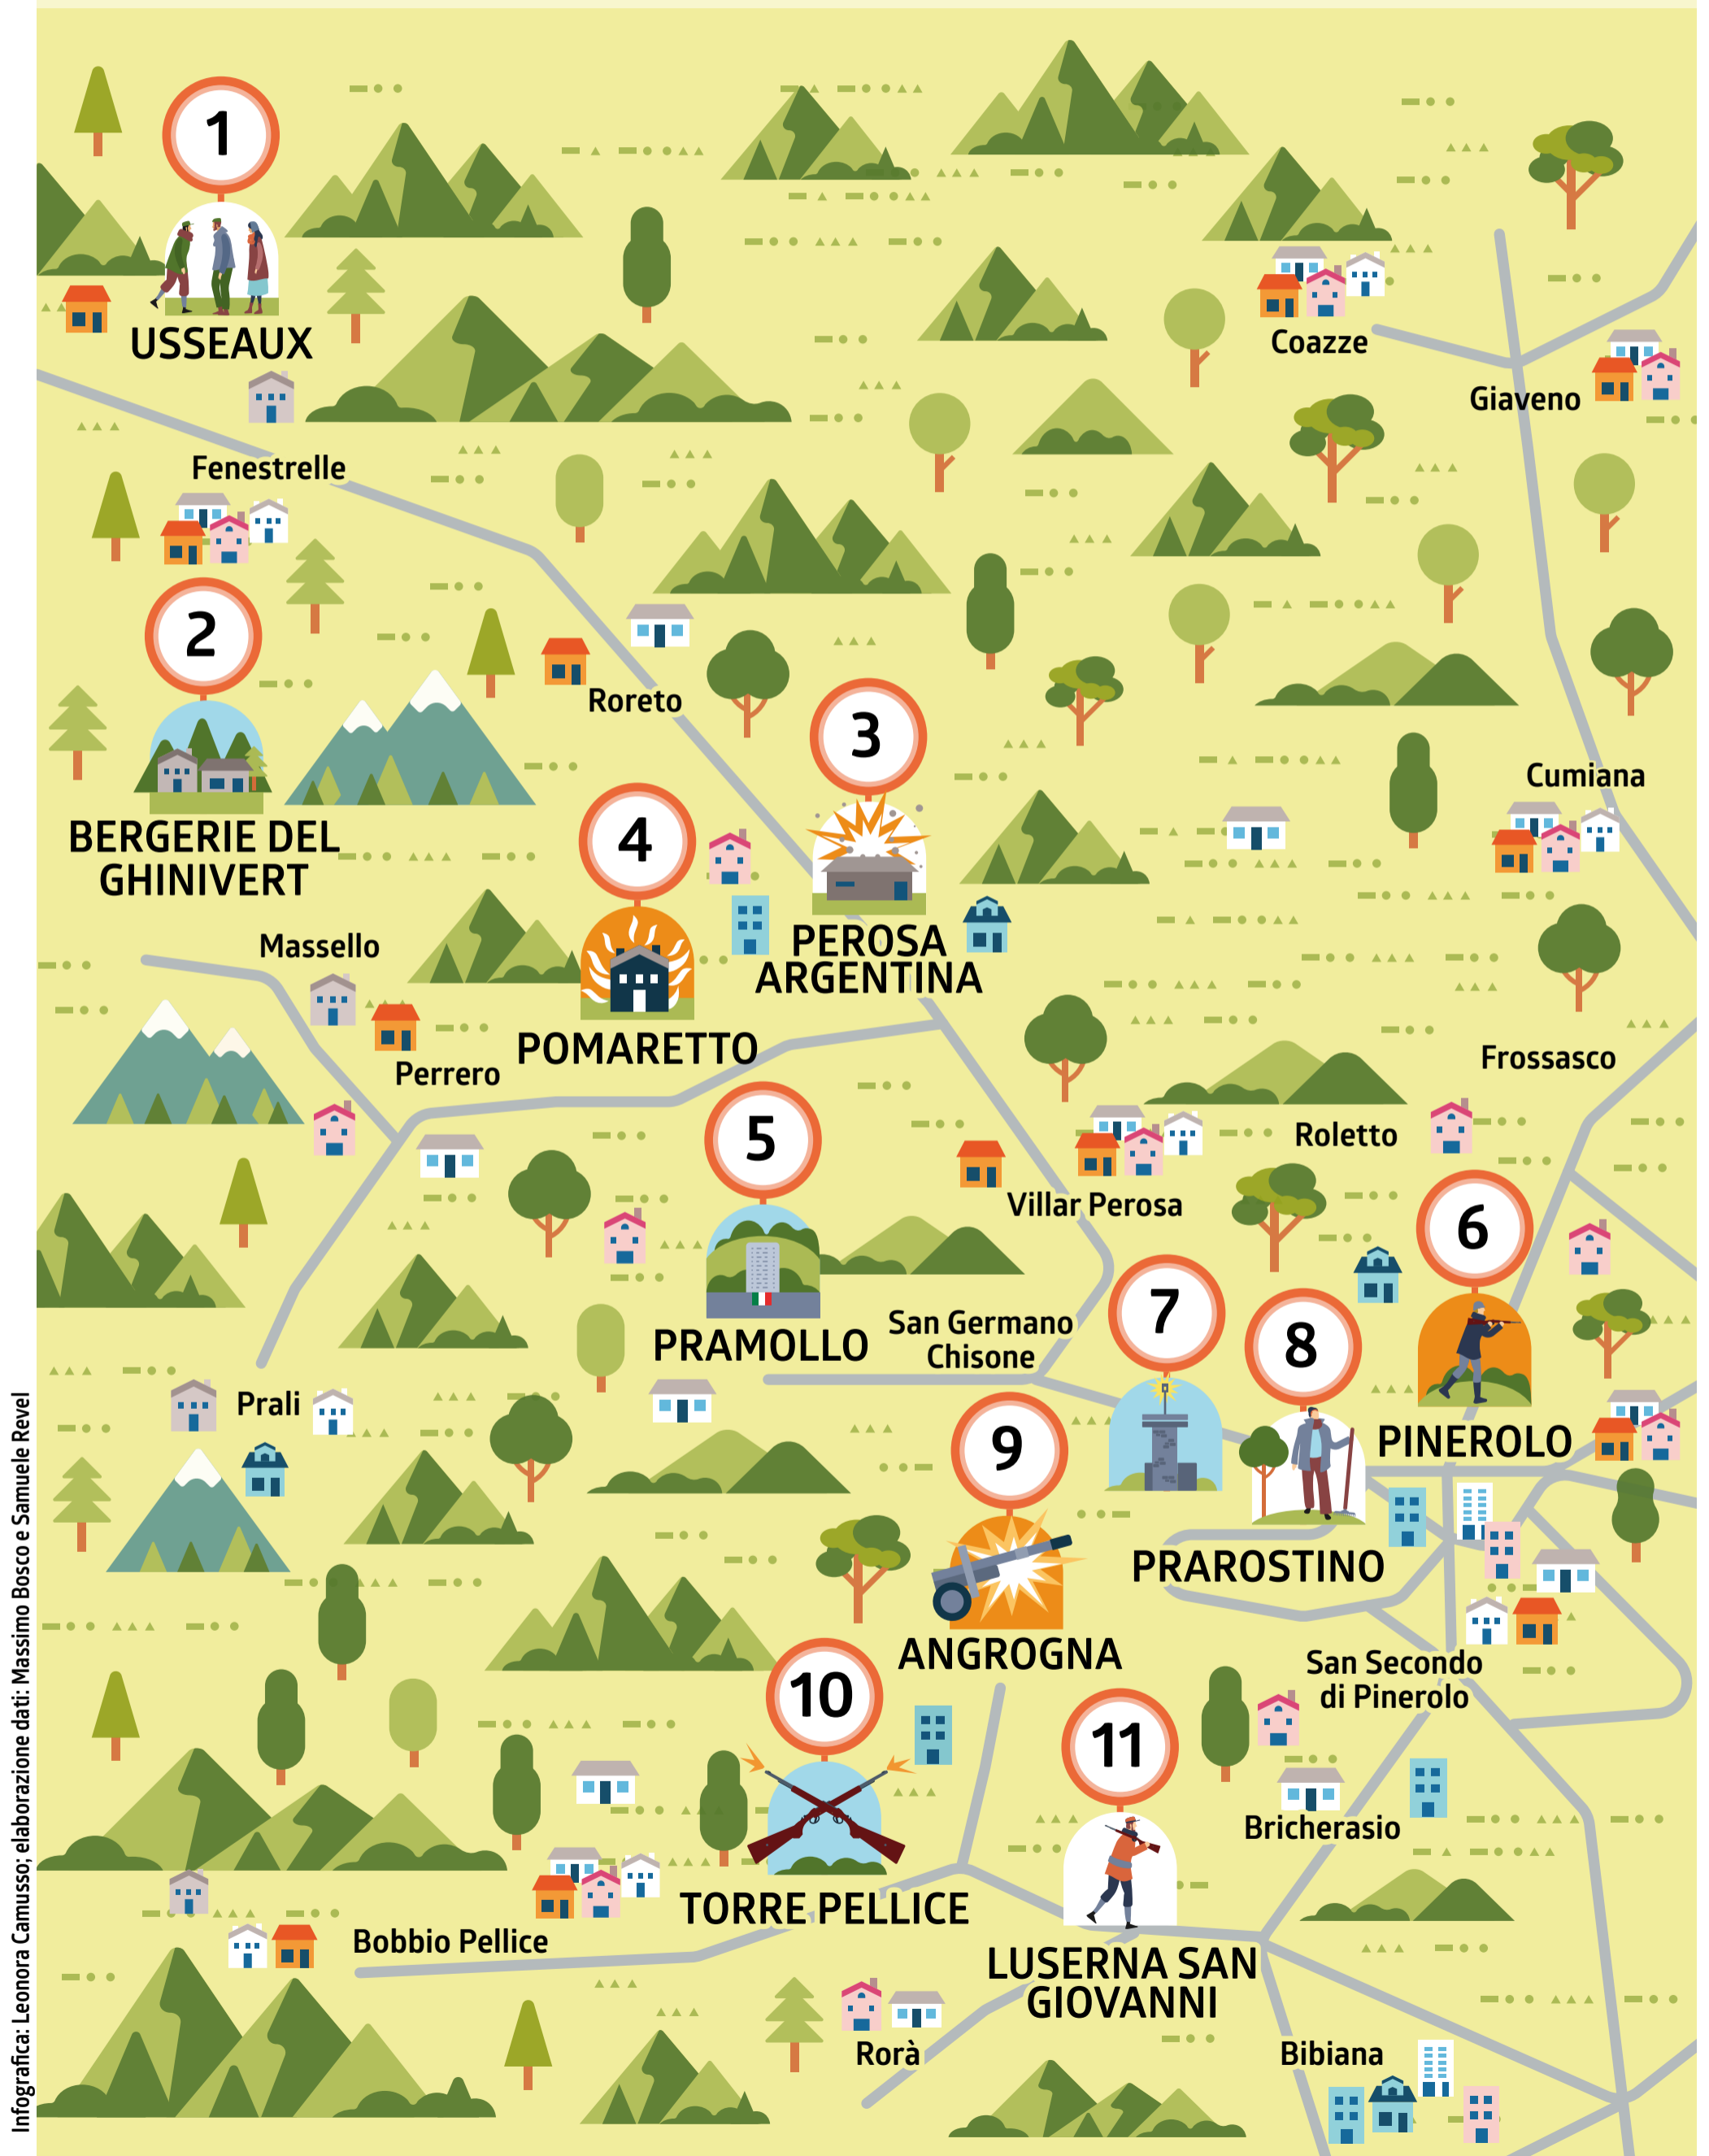 1
USSEAUX
Coazze
Giaveno
Fenestrelle
2
BERGERIE DEL
GHINIVERT
Roreto
3
PEROSA
ARGENTINA
Cumiana
4
POMARETTO
Massello
Perrero
Frossasco
Roletto
5
PRAMOLLO
Villar Perosa
San Germano
Chisone
6
PINEROLO
7
8
PRAROSTINO
Prali
9
ANGROGNA
San Secondo
di Pinerolo
10
TORRE PELLICE
11
LUSERNA SAN
GIOVANNI
Bricherasio
Bobbio Pellice
Rorà
Bibiana
Infografica: Leonora Camusso; elaborazione dati: Massimo Bosco e Samuele Revel